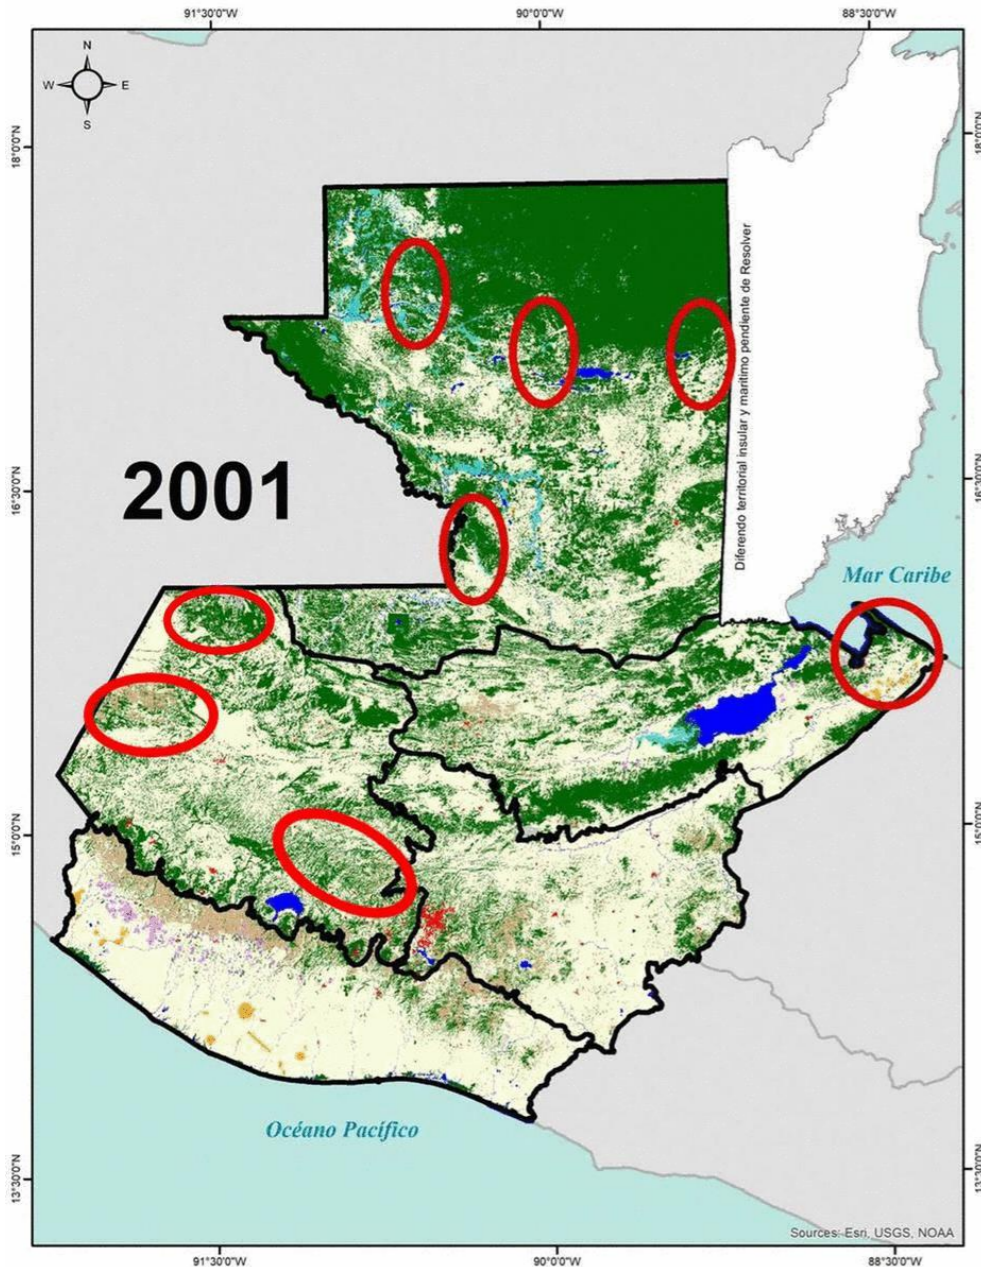 91°30'0"W 90°0'0"W 88°30'0"W
N
W E
S
18°0'0"N 18°0'0"N
Diferendo territorial insular y marítimo pendiente de Resolver
2001
16°30'0"N 16°30'0"N
Mar Caribe
15°0'0"N 15°0'0"N
Océano Pacífico
13°30'0"N 13°30'0"N
Sources: Esri, USGS, NOAA
91°30'0"W 90°0'0"W 88°30'0"W